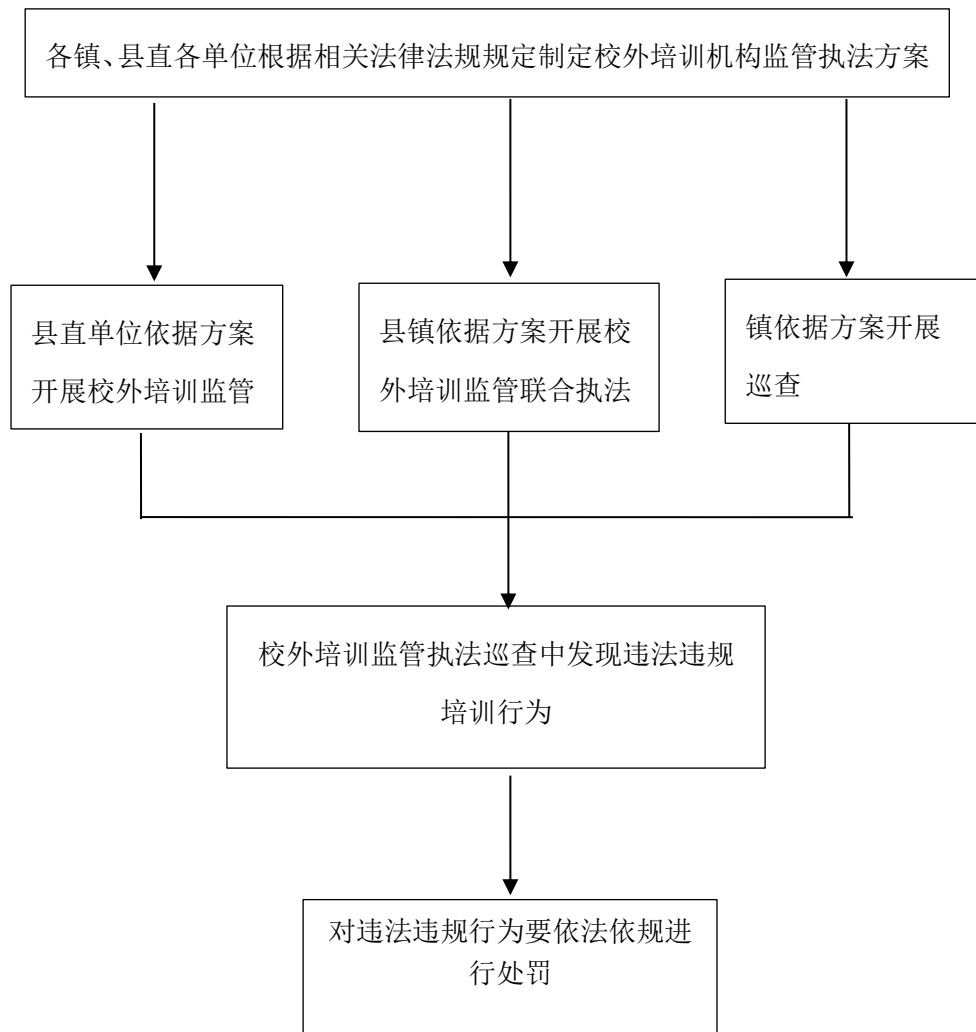 各镇、县直各单位根据相关法律法规规定制定校外培训机构监管执法方案
县直单位依据方案
开展校外培训监管
县镇依据方案开展校
外培训监管联合执法
镇依据方案开展
巡查
校外培训监管执法巡查中发现违法违规
培训行为
对违法违规行为要依法依规进
行处罚